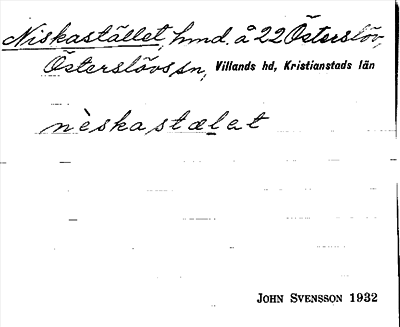 Niskastället, hmd. å 22 Österslöv,
Österslövs sn, Villands hd, Kristianstads län
nèskastælet
JOHN SVENSSON 1932